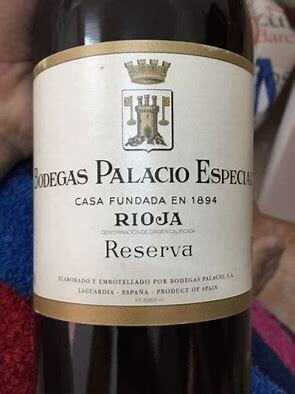 BODEGAS PALACIO ESPECIAL
CASA FUNDADA EN 1894
RIOJA
DENOMINACIÓN DE ORIGEN CALIFICADA
Reserva
ELABORADO Y EMBOTELLADO POR BODEGAS PALACIO, S.A.
LAGUARDIA - ESPAÑA - PRODUCT OF SPAIN